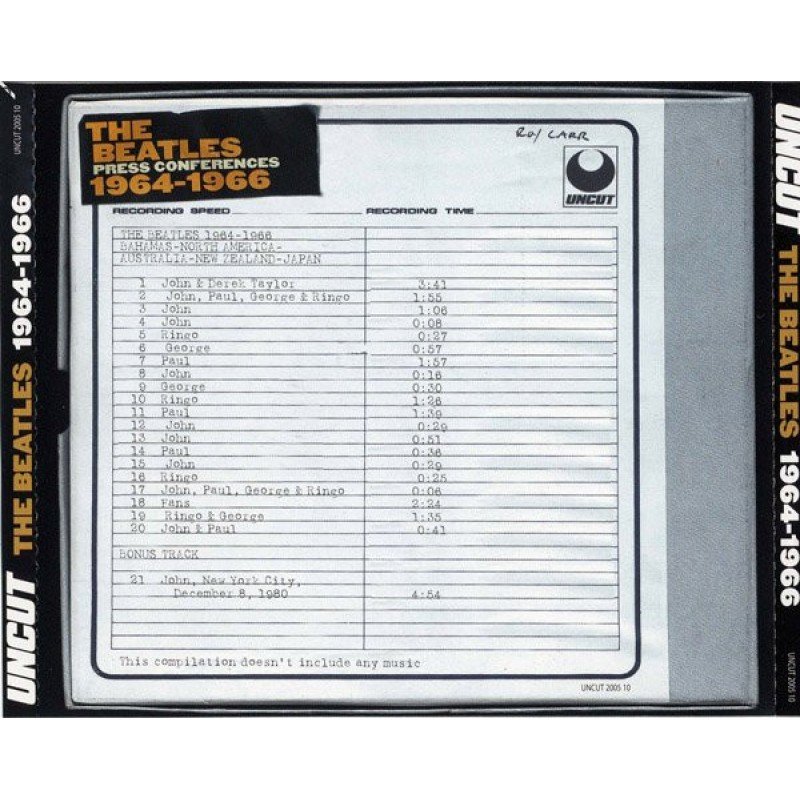 UNCUT 2005 10
UNCUT THE BEATLES 1964-1966
THE
BEATLES
PRESS CONFERENCES
1964-1966
Roy CARR
UNCUT
RECORDING SPEED
RECORDING TIME
THE BEATLES 1964-1966
BAHAMAS-NORTH AMERICA-
AUSTRALIA-NEW ZEALAND-JAPAN
1 John & Derek Taylor 3:41
2 John, Paul, George & Ringo 1:55
3 John 1:06
4 John 0:08
5 Ringo 0:27
6 George 0:57
7 Paul 1:57
8 John 0:16
9 George 0:30
10 Ringo 1:26
11 Paul 1:39
12 John 0:29
13 John 0:51
14 Paul 0:36
15 John 0:29
16 Ringo 0:25
17 John, Paul, George & Ringo 0:06
18 Fans 2:24
19 Ringo & George 1:35
20 John & Paul 0:41
BONUS TRACK
21 John, New York City,
December 8, 1980 4:54
This compilation doesn't include any music
UNCUT 2005 10
UNCUT THE BEATLES 1964-1966
UNCUT 2005 10